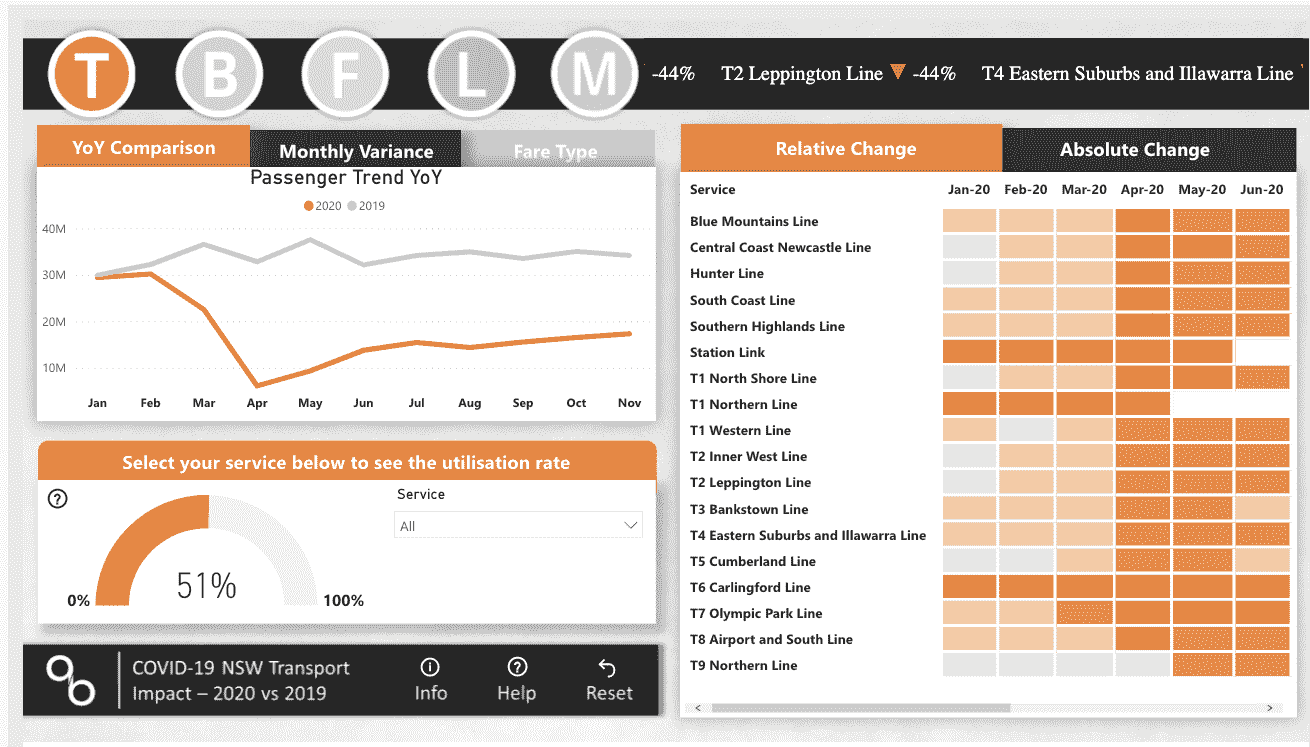 T B F L M -44% T2 Leppington Line ▼ -44% T4 Eastern Suburbs and Illawarra Line
YoY Comparison Monthly Variance Fare Type
Passenger Trend YoY
2020 2019
40M
30M
20M
10M
Jan Feb Mar Apr May Jun Jul Aug Sep Oct Nov
Select your service below to see the utilisation rate
?
Service
All
51%
0% 100%
COVID-19 NSW Transport
Impact – 2020 vs 2019
Info Help Reset
Relative Change Absolute Change
Service Jan-20 Feb-20 Mar-20 Apr-20 May-20 Jun-20
Blue Mountains Line
Central Coast Newcastle Line
Hunter Line
South Coast Line
Southern Highlands Line
Station Link
T1 North Shore Line
T1 Northern Line
T1 Western Line
T2 Inner West Line
T2 Leppington Line
T3 Bankstown Line
T4 Eastern Suburbs and Illawarra Line
T5 Cumberland Line
T6 Carlingford Line
T7 Olympic Park Line
T8 Airport and South Line
T9 Northern Line